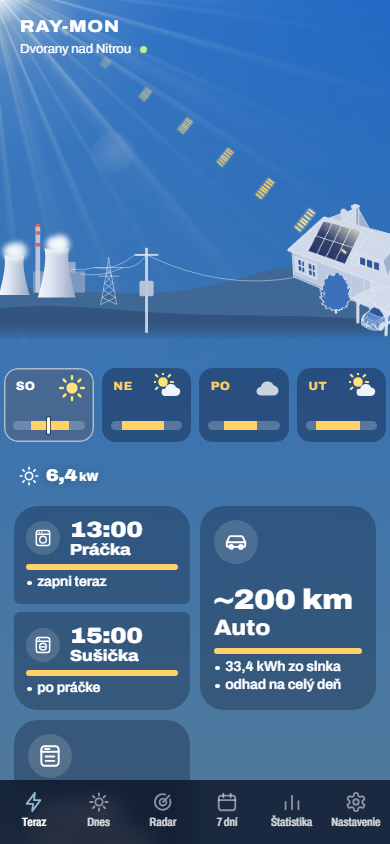 RAY-MON
Dvorany nad Nitrou
SO
NE
PO
UT
6,4 kW
13:00
Práčka
• zapni teraz
15:00
Sušička
• po práčke
~200 km
Auto
• 33,4 kWh zo slnka
• odhad na celý deň
Teraz
Dnes
Radar
7 dní
Štatistika
Nastavenie